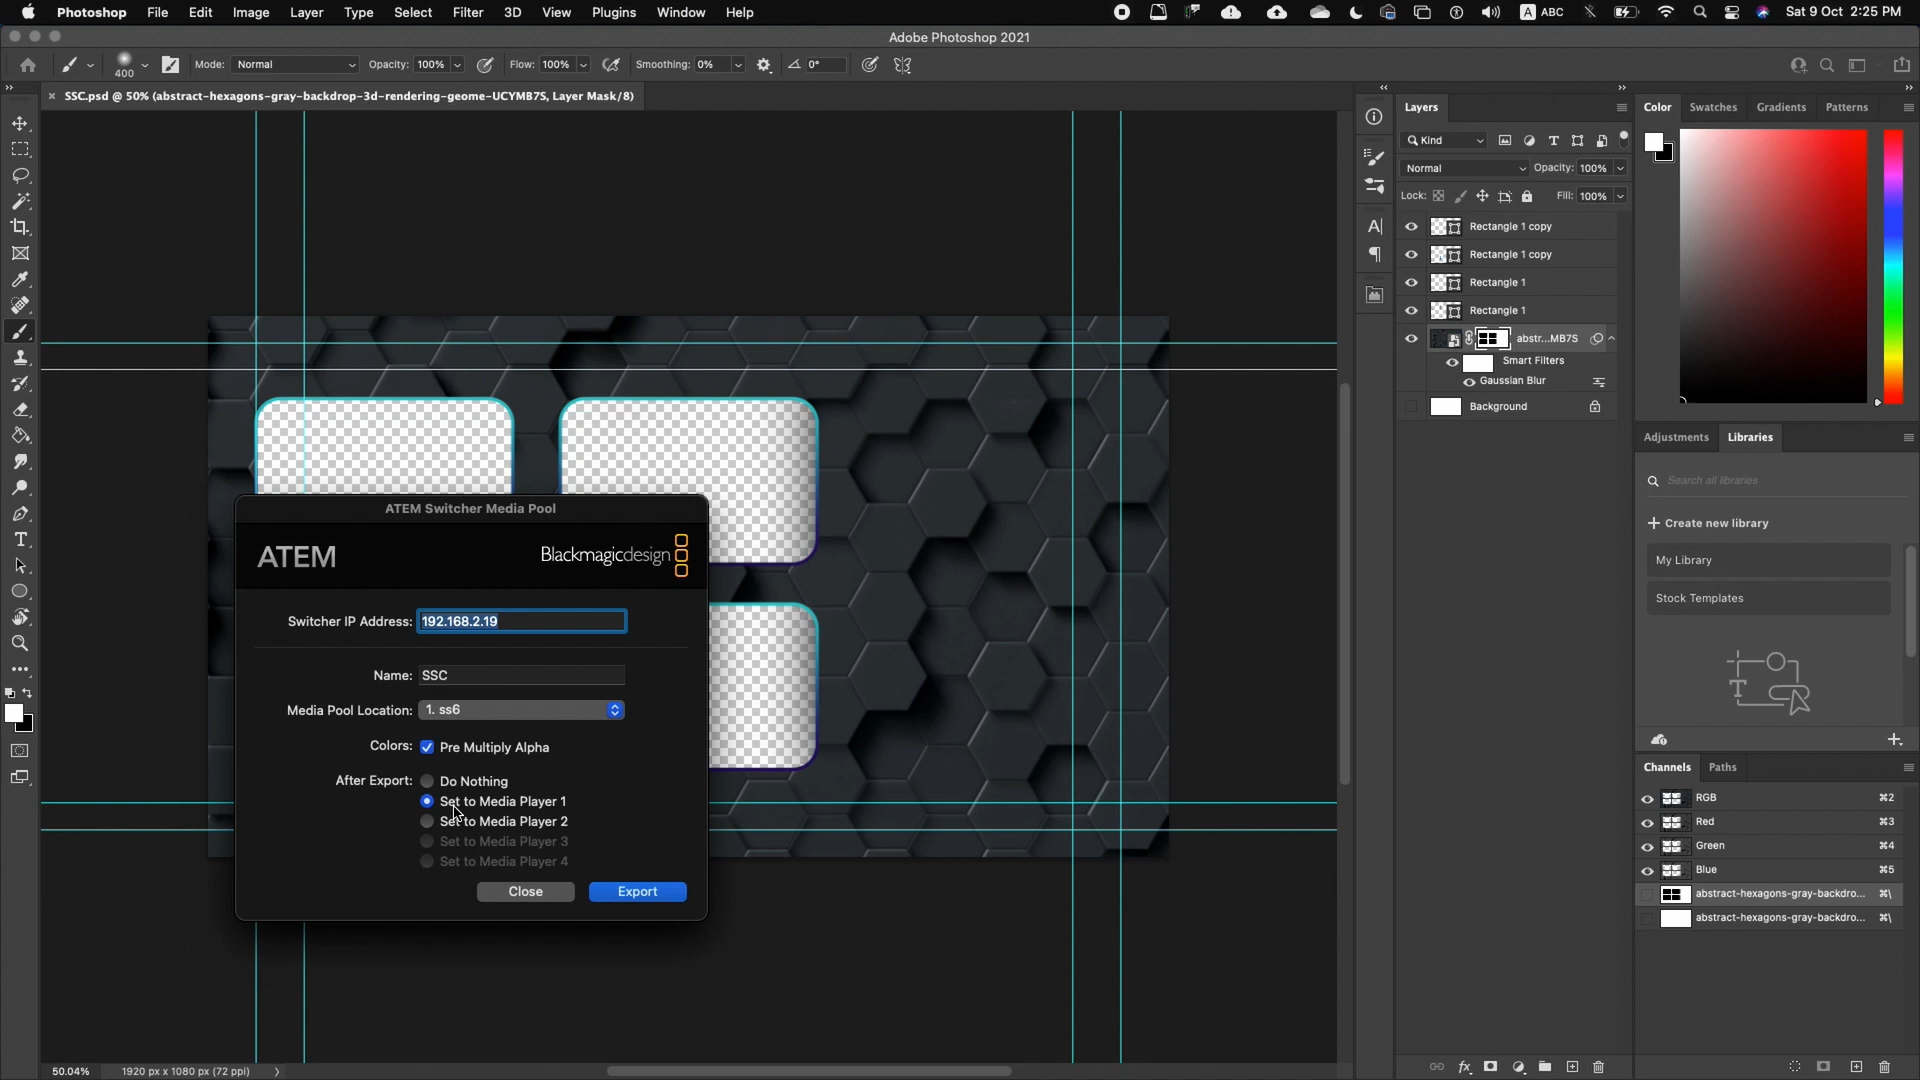 Photoshop File Edit Image Layer Type Select Filter 3D View Plugins Window Help
A ABC Sat 9 Oct 2:25 PM
Adobe Photoshop 2021
400 Mode: Normal Opacity: 100% Flow: 100% Smoothing: 0% 0°
SSC.psd @ 50% (abstract-hexagons-gray-backdrop-3d-rendering-geome-UCYMB7S, Layer Mask/8)
ATEM Switcher Media Pool
ATEM
Blackmagicdesign
Switcher IP Address: 192.168.2.19
Name: SSC
Media Pool Location: 1. ss6
Colors: Pre Multiply Alpha
After Export: Do Nothing
Set to Media Player 1
Set to Media Player 2
Set to Media Player 3
Set to Media Player 4
Close Export
Layers
Kind
Normal Opacity: 100%
Lock: Fill: 100%
Rectangle 1 copy
Rectangle 1 copy
Rectangle 1
Rectangle 1
abstr...MB7S
Smart Filters
Gaussian Blur
Background
Color Swatches Gradients Patterns
Adjustments Libraries
Search all libraries
Create new library
My Library
Stock Templates
Channels Paths
RGB ⌘2
Red ⌘3
Green ⌘4
Blue ⌘5
abstract-hexagons-gray-backdro... ⌘\
abstract-hexagons-gray-backdro... ⌘\
50.04% 1920 px x 1080 px (72 ppi)